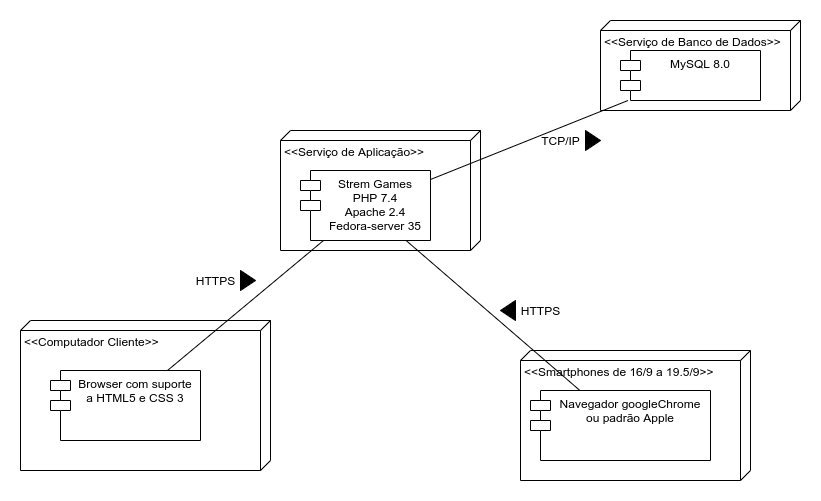 <<Serviço de Banco de Dados>>
MySQL 8.0
TCP/IP
<<Serviço de Aplicação>>
Strem Games
PHP 7.4
Apache 2.4
Fedora-server 35
HTTPS
HTTPS
<<Computador Cliente>>
Browser com suporte
a HTML5 e CSS 3
<<Smartphones de 16/9 a 19.5/9>>
Navegador googleChrome
ou padrão Apple